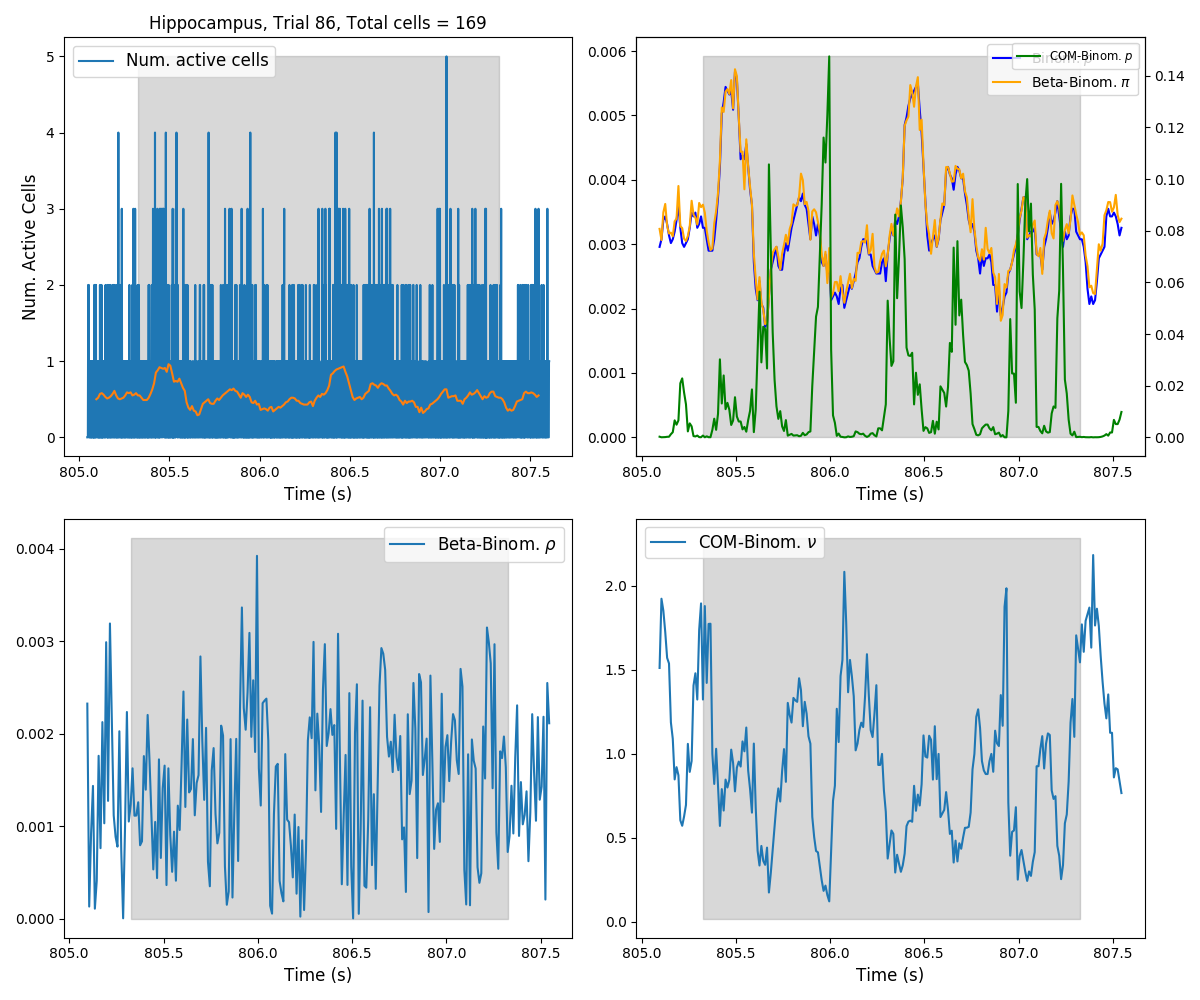 Hippocampus, Trial 86, Total cells = 169
Num. active cells
Num. Active Cells
5
4
3
2
1
0
805.0 805.5 806.0 806.5 807.0 807.5
Time (s)
COM-Binom. p
Beta-Binom. π
0.006
0.005
0.004
0.003
0.002
0.001
0.000
0.14
0.12
0.10
0.08
0.06
0.04
0.02
0.00
805.0 805.5 806.0 806.5 807.0 807.5
Time (s)
Beta-Binom. ρ
0.004
0.003
0.002
0.001
0.000
805.0 805.5 806.0 806.5 807.0 807.5
Time (s)
COM-Binom. ν
2.0
1.5
1.0
0.5
0.0
805.0 805.5 806.0 806.5 807.0 807.5
Time (s)